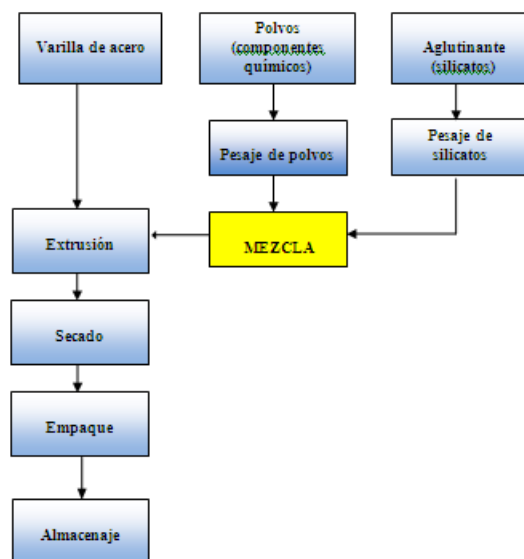 Varilla de acero
Polvos
(componentes
químicos)
Aglutinante
(silicatos)
Pesaje de polvos
Pesaje de
silicatos
Extrusión
MEZCLA
Secado
Empaque
Almacenaje